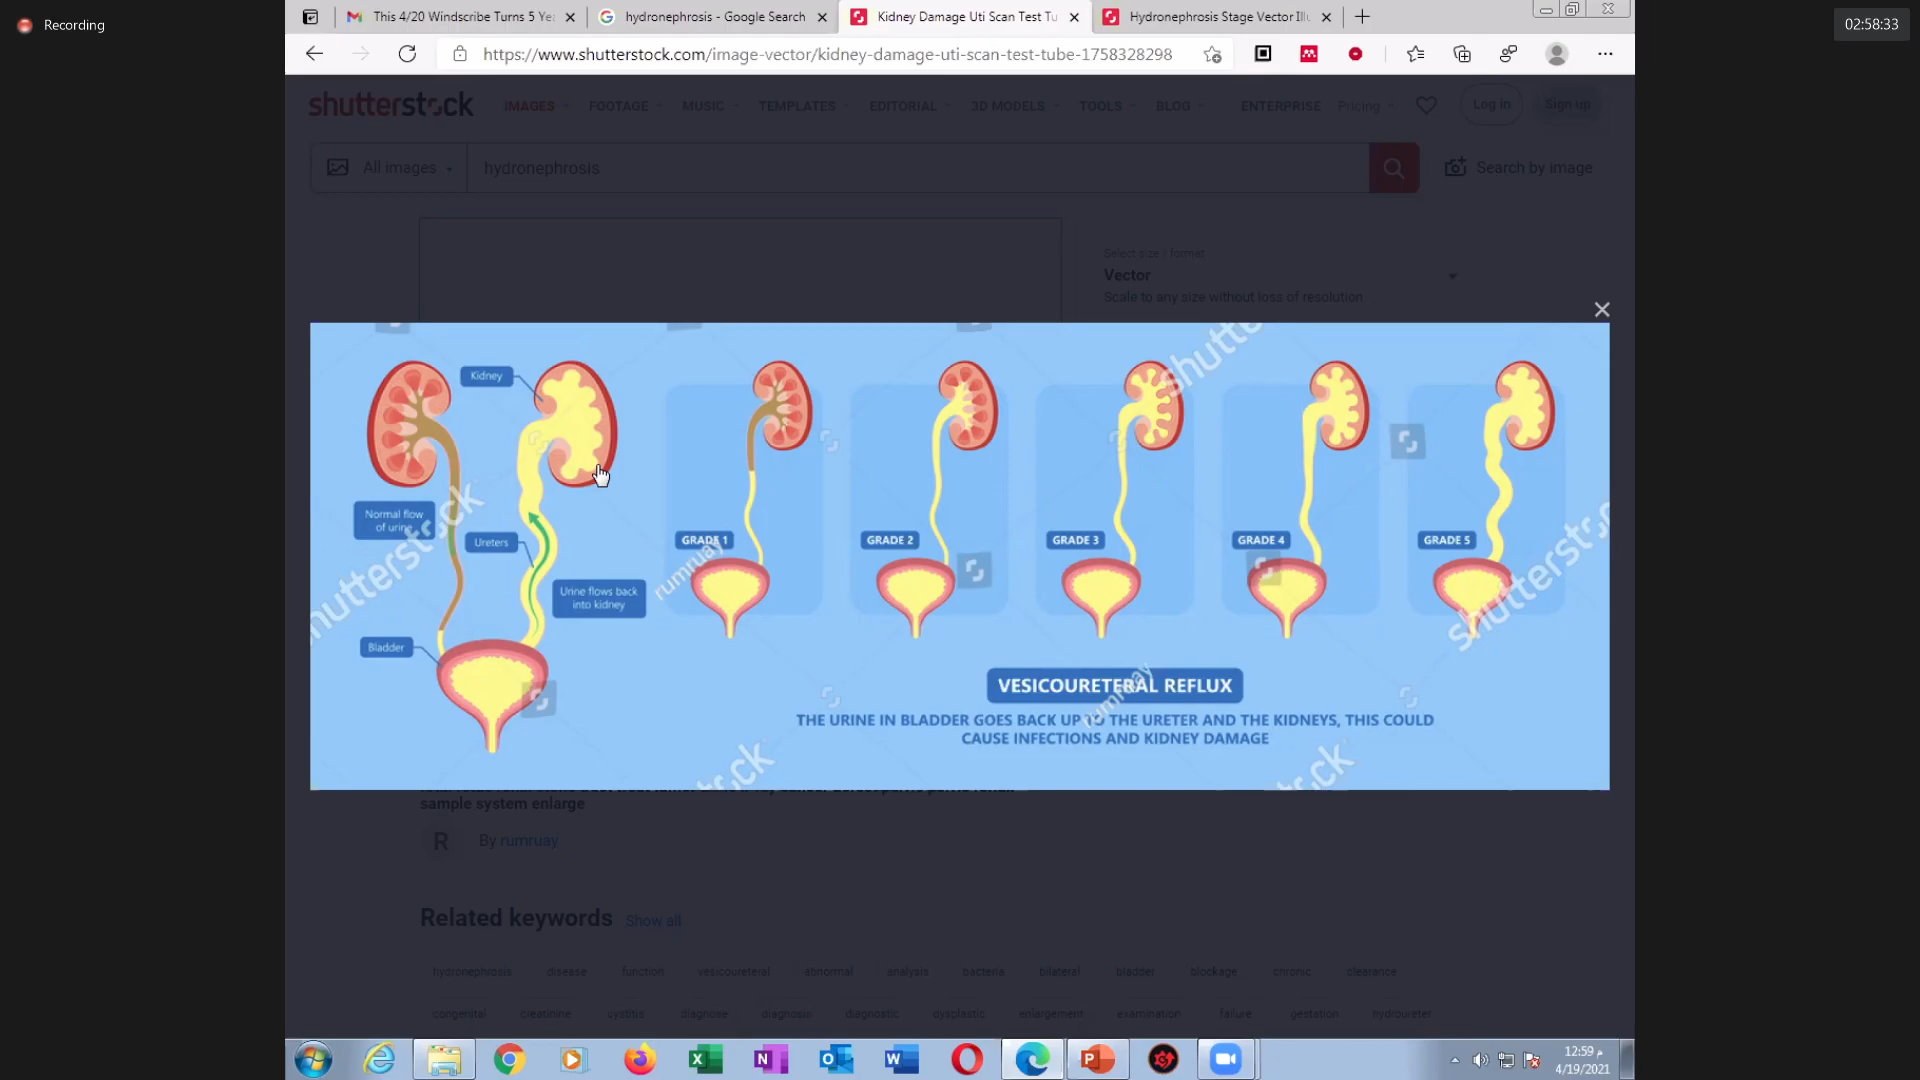 Recording
02:58:33
This 4/20 Windscribe Turns 5 Ye
hydronephrosis - Google Search
Kidney Damage Uti Scan Test Tu
Hydronephrosis Stage Vector Illu
https://www.shutterstock.com/image-vector/kidney-damage-uti-scan-test-tube-1758328298
shutterstock
IMAGES
FOOTAGE
MUSIC
TEMPLATES
EDITORIAL
3D MODELS
TOOLS
BLOG
ENTERPRISE
Pricing
Log in
Sign up
All images
hydronephrosis
Search by image
Select size / format
Vector
Scale to any size without loss of resolution
Kidney
Normal flow
of urine
Ureters
Urine flows back
into kidney
Bladder
GRADE 1
GRADE 2
GRADE 3
GRADE 4
GRADE 5
VESICOURETERAL REFLUX
THE URINE IN BLADDER GOES BACK UP TO THE URETER AND THE KIDNEYS, THIS COULD
CAUSE INFECTIONS AND KIDNEY DAMAGE
shutterstock
rumruay
shutterstock
rumruay
sample system enlarge
R
By rumruay
Related keywords
Show all
hydronephrosis
disease
function
vesicoureteral
abnormal
analysis
bacteria
bilateral
bladder
blockage
chronic
clearance
congenital
creatinine
cystitis
diagnose
diagnosis
diagnostic
dysplastic
enlargement
examination
failure
gestation
hydroureter
12:59 م
4/19/2021